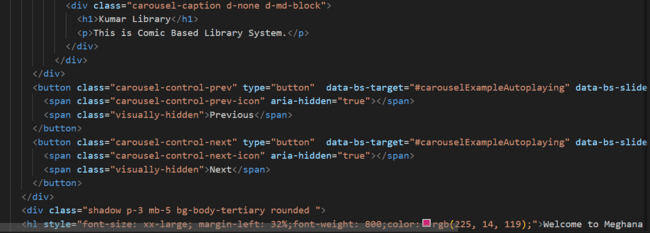 <div class="carousel-caption d-none d-md-block">
<h1>Kumar Library</h1>
<p>This is Comic Based Library System.</p>
</div>
</div>
</div>
<button class="carousel-control-prev" type="button"  data-bs-target="#carouselExampleAutoplaying" data-bs-slide
<span class="carousel-control-prev-icon" aria-hidden="true"></span>
<span class="visually-hidden">Previous</span>
</button>
<button class="carousel-control-next" type="button"  data-bs-target="#carouselExampleAutoplaying" data-bs-slide
<span class="carousel-control-next-icon" aria-hidden="true"></span>
<span class="visually-hidden">Next</span>
</button>
</div>
<div class="shadow p-3 mb-5 bg-body-tertiary rounded ">
<h1 style="font-size: xx-large; margin-left: 32%;font-weight: 800;color: rgb(225, 14, 119);">Welcome to Meghana